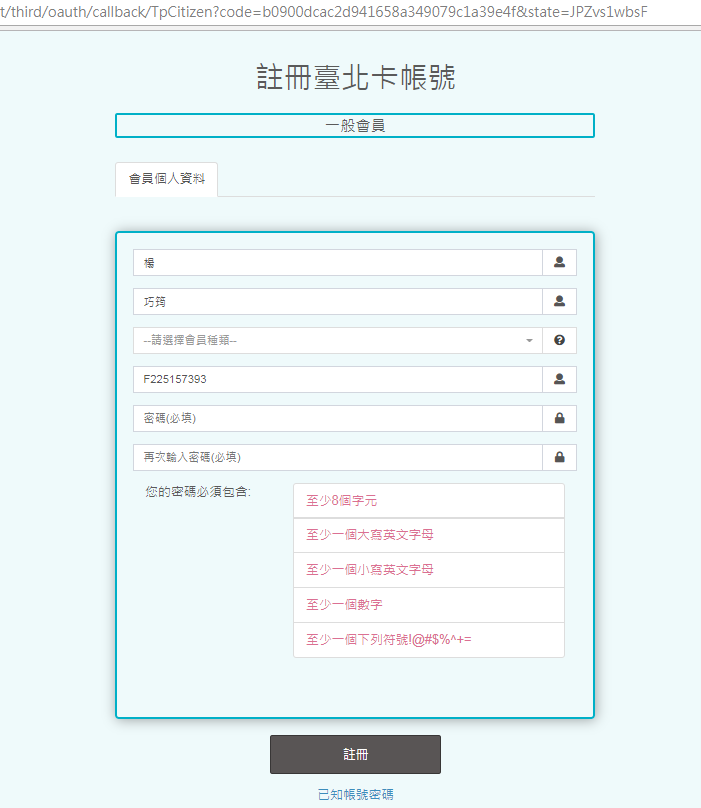 t/third/oauth/callback/TpCitizen?code=b0900dcac2d941658a349079c1a39e4f&state=JPZvs1wbsF
註冊臺北卡帳號
一般會員
會員個人資料
楊
巧筠
--請選擇會員種類--
F225157393
密碼(必填)
再次輸入密碼(必填)
您的密碼必須包含:
至少8個字元
至少一個大寫英文字母
至少一個小寫英文字母
至少一個數字
至少一個下列符號!@#$%^+=
註冊
已知帳號密碼